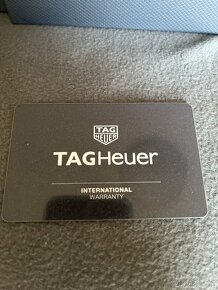 TAG
HEUER
TAGHeuer
INTERNATIONAL
WARRANTY